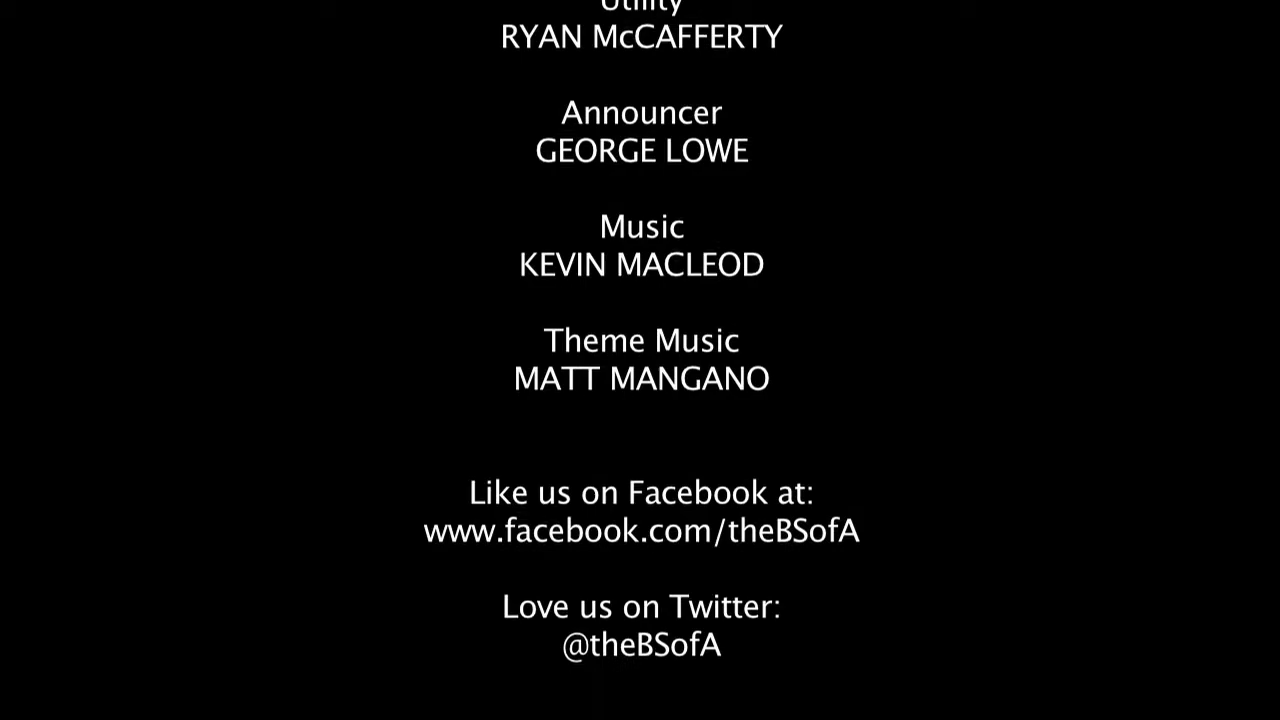 Utility
RYAN McCAFFERTY
Announcer
GEORGE LOWE
Music
KEVIN MACLEOD
Theme Music
MATT MANGANO
Like us on Facebook at:
www.facebook.com/theBSofA
Love us on Twitter:
@theBSofA